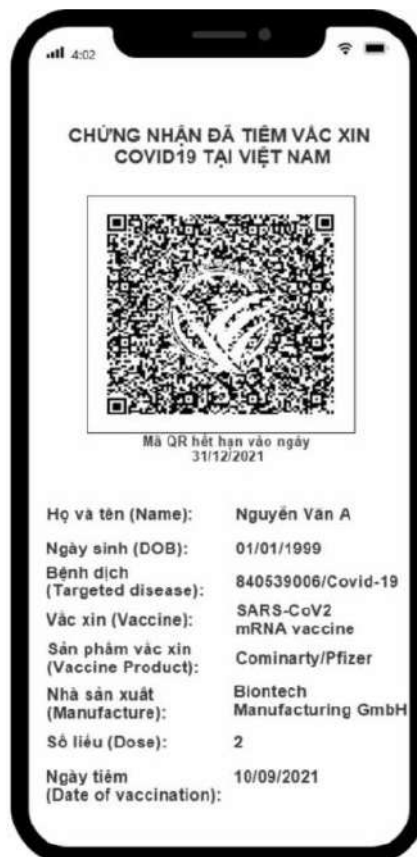 4:02
CHỨNG NHẬN ĐÃ TIÊM VẮC XIN
COVID19 TẠI VIỆT NAM
Mã QR hết hạn vào ngày
31/12/2021
Họ và tên (Name): Nguyễn Văn A
Ngày sinh (DOB): 01/01/1999
Bệnh dịch
(Targeted disease): 840539006/Covid-19
Vắc xin (Vaccine): SARS-CoV2
mRNA vaccine
Sản phẩm vắc xin
(Vaccine Product): Cominarty/Pfizer
Nhà sản xuất Biontech
(Manufacture): Manufacturing GmbH
Số liều (Dose): 2
Ngày tiêm 10/09/2021
(Date of vaccination):